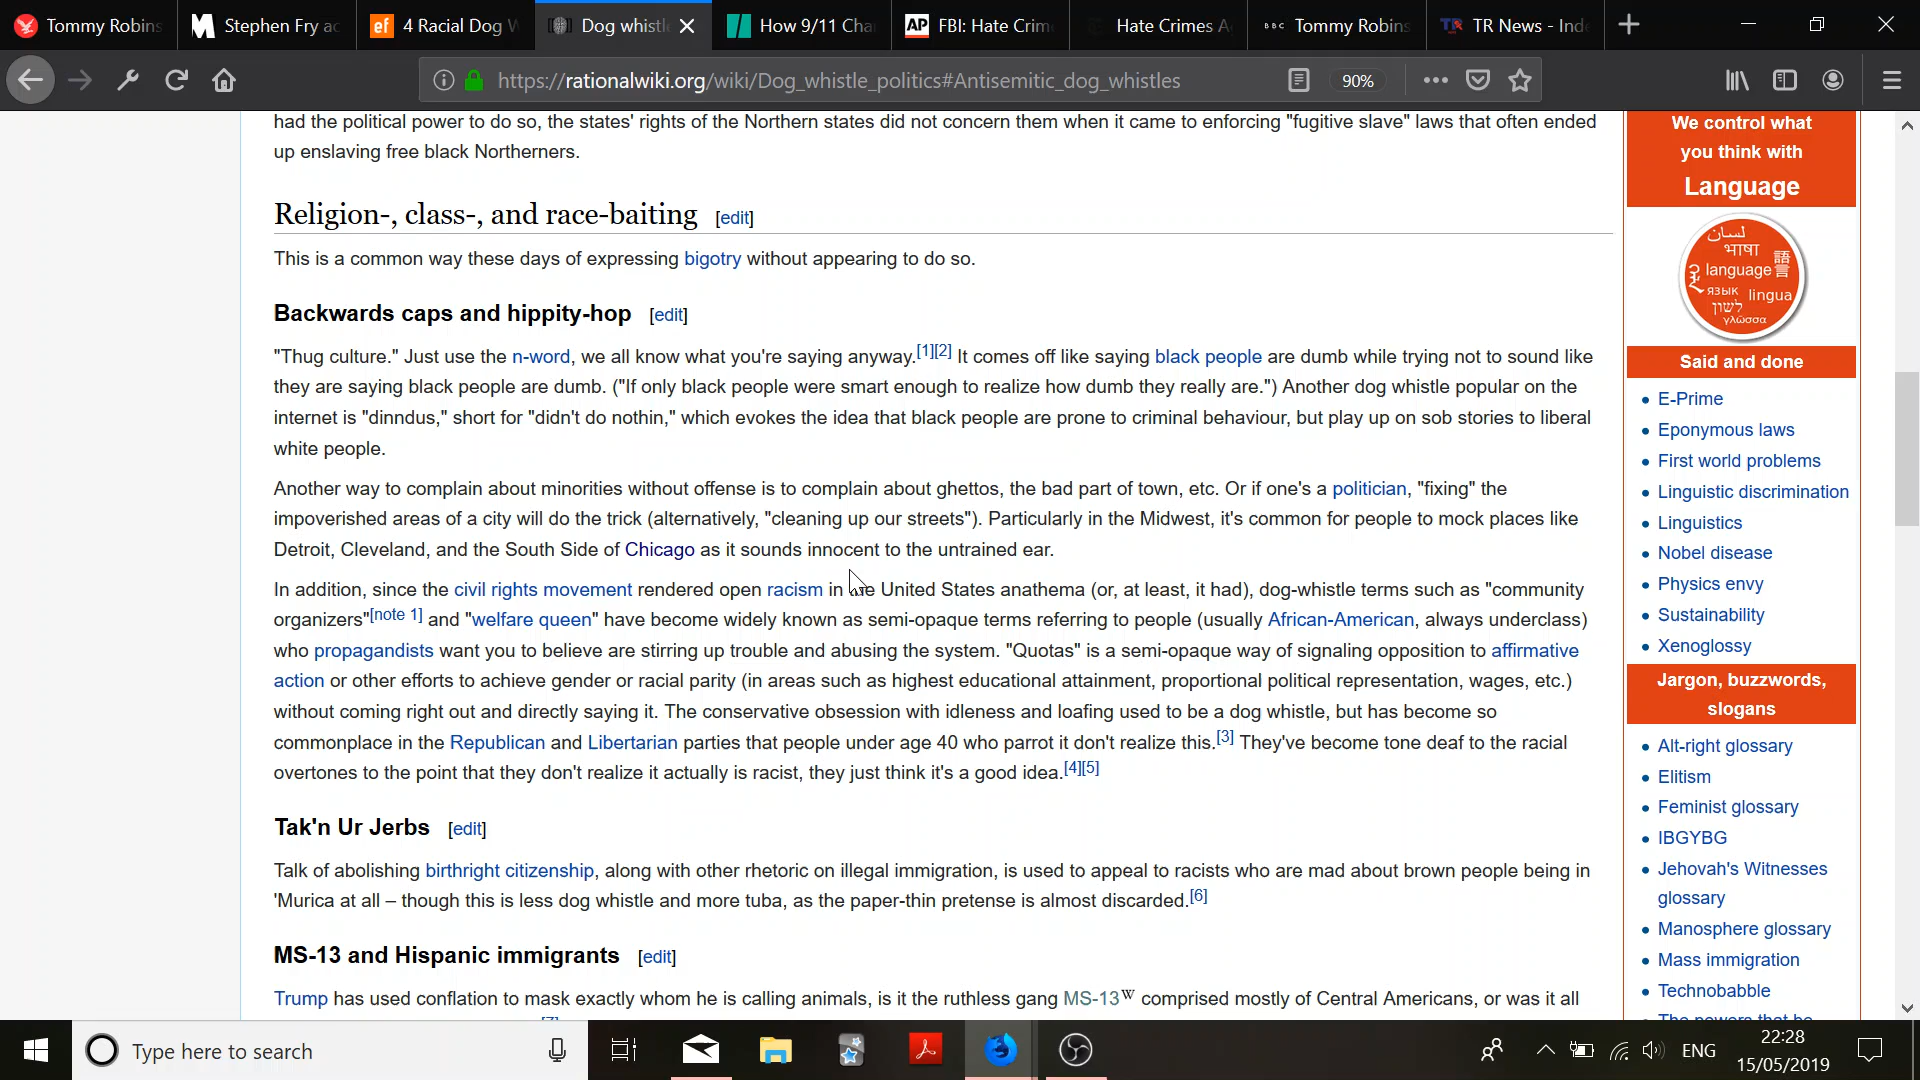 Tommy Robins
Stephen Fry ac
4 Racial Dog W
Dog whistl
How 9/11 Cha
AP FBI: Hate Crim
Hate Crimes A
BBC Tommy Robins
TR News - Ind
https://rationalwiki.org/wiki/Dog_whistle_politics#Antisemitic_dog_whistles
90%
had the political power to do so, the states' rights of the Northern states did not concern them when it came to enforcing "fugitive slave" laws that often ended
up enslaving free black Northerners.
Religion-, class-, and race-baiting [edit]
This is a common way these days of expressing bigotry without appearing to do so.
Backwards caps and hippity-hop [edit]
"Thug culture." Just use the n-word, we all know what you're saying anyway.[1][2] It comes off like saying black people are dumb while trying not to sound like
they are saying black people are dumb. ("If only black people were smart enough to realize how dumb they really are.") Another dog whistle popular on the
internet is "dinndus," short for "didn't do nothin," which evokes the idea that black people are prone to criminal behaviour, but play up on sob stories to liberal
white people.
Another way to complain about minorities without offense is to complain about ghettos, the bad part of town, etc. Or if one's a politician, "fixing" the
impoverished areas of a city will do the trick (alternatively, "cleaning up our streets"). Particularly in the Midwest, it's common for people to mock places like
Detroit, Cleveland, and the South Side of Chicago as it sounds innocent to the untrained ear.
In addition, since the civil rights movement rendered open racism in the United States anathema (or, at least, it had), dog-whistle terms such as "community
organizers"[note 1] and "welfare queen" have become widely known as semi-opaque terms referring to people (usually African-American, always underclass)
who propagandists want you to believe are stirring up trouble and abusing the system. "Quotas" is a semi-opaque way of signaling opposition to affirmative
action or other efforts to achieve gender or racial parity (in areas such as highest educational attainment, proportional political representation, wages, etc.)
without coming right out and directly saying it. The conservative obsession with idleness and loafing used to be a dog whistle, but has become so
commonplace in the Republican and Libertarian parties that people under age 40 who parrot it don't realize this.[3] They've become tone deaf to the racial
overtones to the point that they don't realize it actually is racist, they just think it's a good idea.[4][5]
Tak'n Ur Jerbs [edit]
Talk of abolishing birthright citizenship, along with other rhetoric on illegal immigration, is used to appeal to racists who are mad about brown people being in
'Murica at all – though this is less dog whistle and more tuba, as the paper-thin pretense is almost discarded.[6]
MS-13 and Hispanic immigrants [edit]
Trump has used conflation to mask exactly whom he is calling animals, is it the ruthless gang MS-13W comprised mostly of Central Americans, or was it all
We control what
you think with
Language
لسان
भाषा
語
言
language
язык
lingua
לשון
γλῶσσα
Said and done
E-Prime
Eponymous laws
First world problems
Linguistic discrimination
Linguistics
Nobel disease
Physics envy
Sustainability
Xenoglossy
Jargon, buzzwords,
slogans
Alt-right glossary
Elitism
Feminist glossary
IBGYBG
Jehovah's Witnesses
glossary
Manosphere glossary
Mass immigration
Technobabble
The powers that be
Type here to search
ENG
22:28
15/05/2019